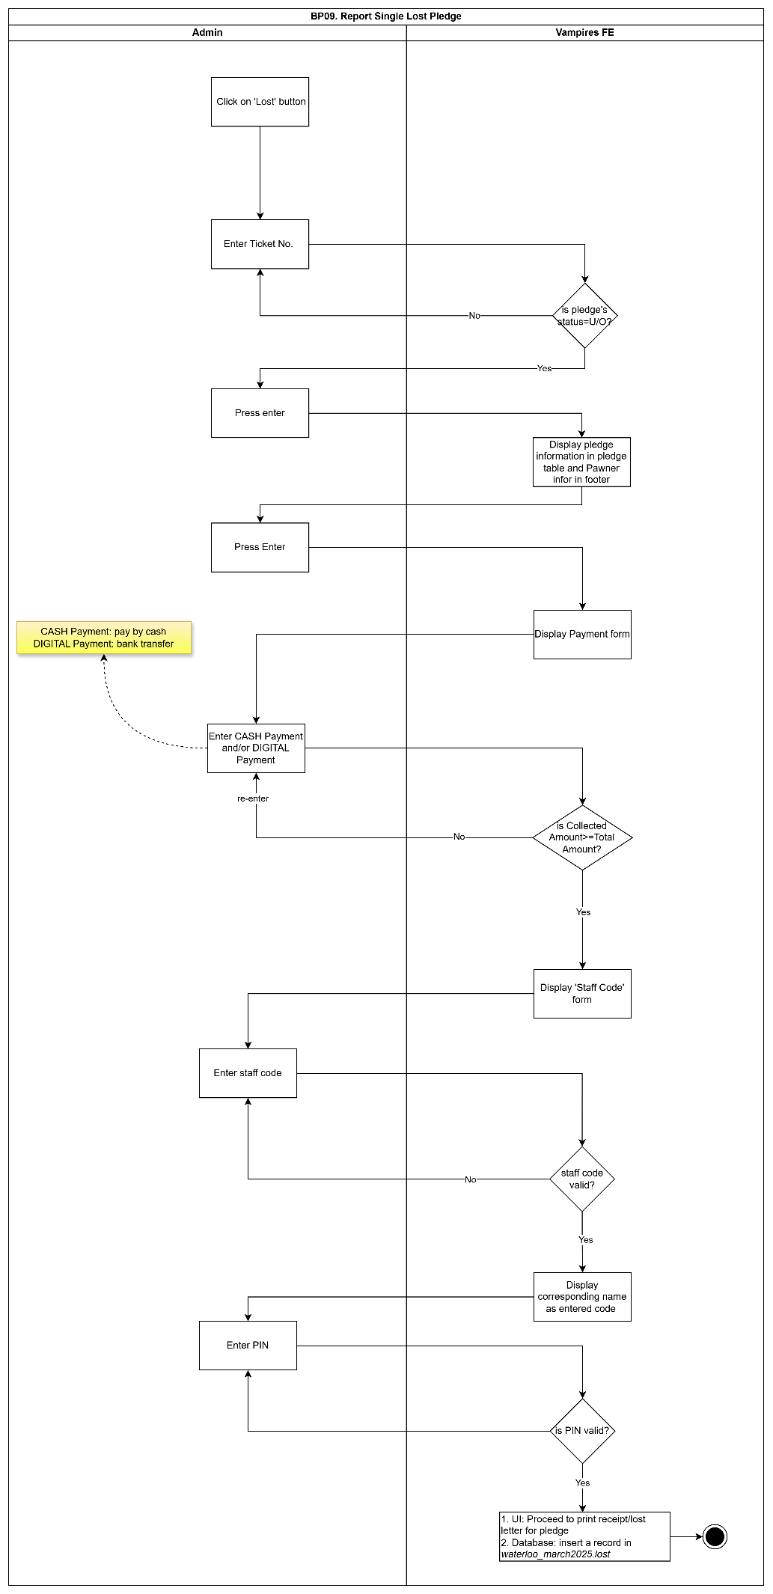 BP09. Report Single Lost Pledge
Admin
Vampires FE
Click on 'Lost' button
Enter Ticket No.
is pledge's
status=U/O?
No
Yes
Press enter
Display pledge
information in pledge
table and Pawner
infor in footer
Press Enter
CASH Payment: pay by cash
DIGITAL Payment: bank transfer
Display Payment form
Enter CASH Payment
and/or DIGITAL
Payment
re-enter
is Collected
Amount>=Total
Amount?
No
Yes
Display 'Staff Code'
form
Enter staff code
staff code
valid?
No
Yes
Display
corresponding name
as entered code
Enter PIN
is PIN valid?
Yes
1. UI: Proceed to print receipt/lost
letter for pledge
2. Database: insert a record in
waterloo_march2025.lost